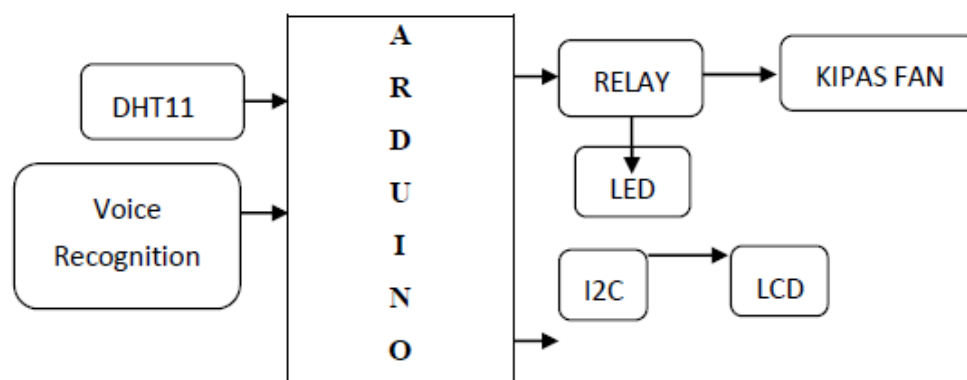 DHT11
Voice
Recognition
A
R
D
U
I
N
O
RELAY
KIPAS FAN
LED
I2C
LCD